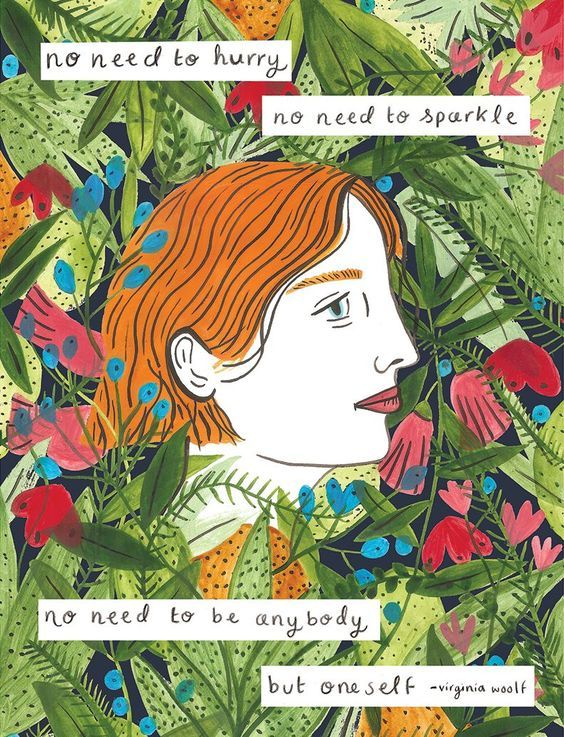 no need to hurry
no need to sparkle
no need to be anybody
but oneself -virginia woolf